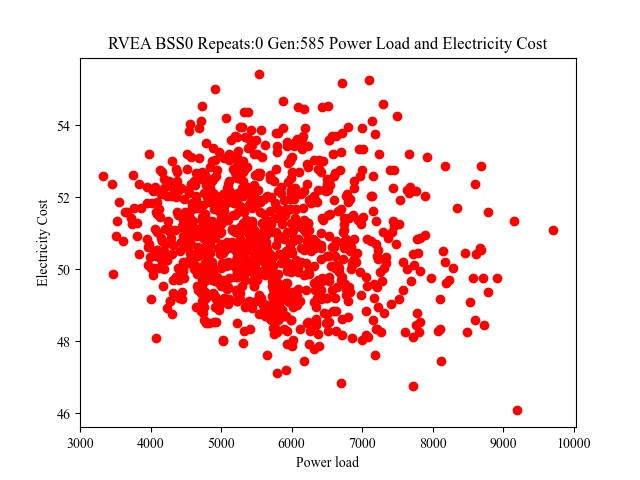 RVEA BSS0 Repeats:0 Gen:585 Power Load and Electricity Cost
54
52
50
48
46
Electricity Cost
3000 4000 5000 6000 7000 8000 9000 10000
Power load